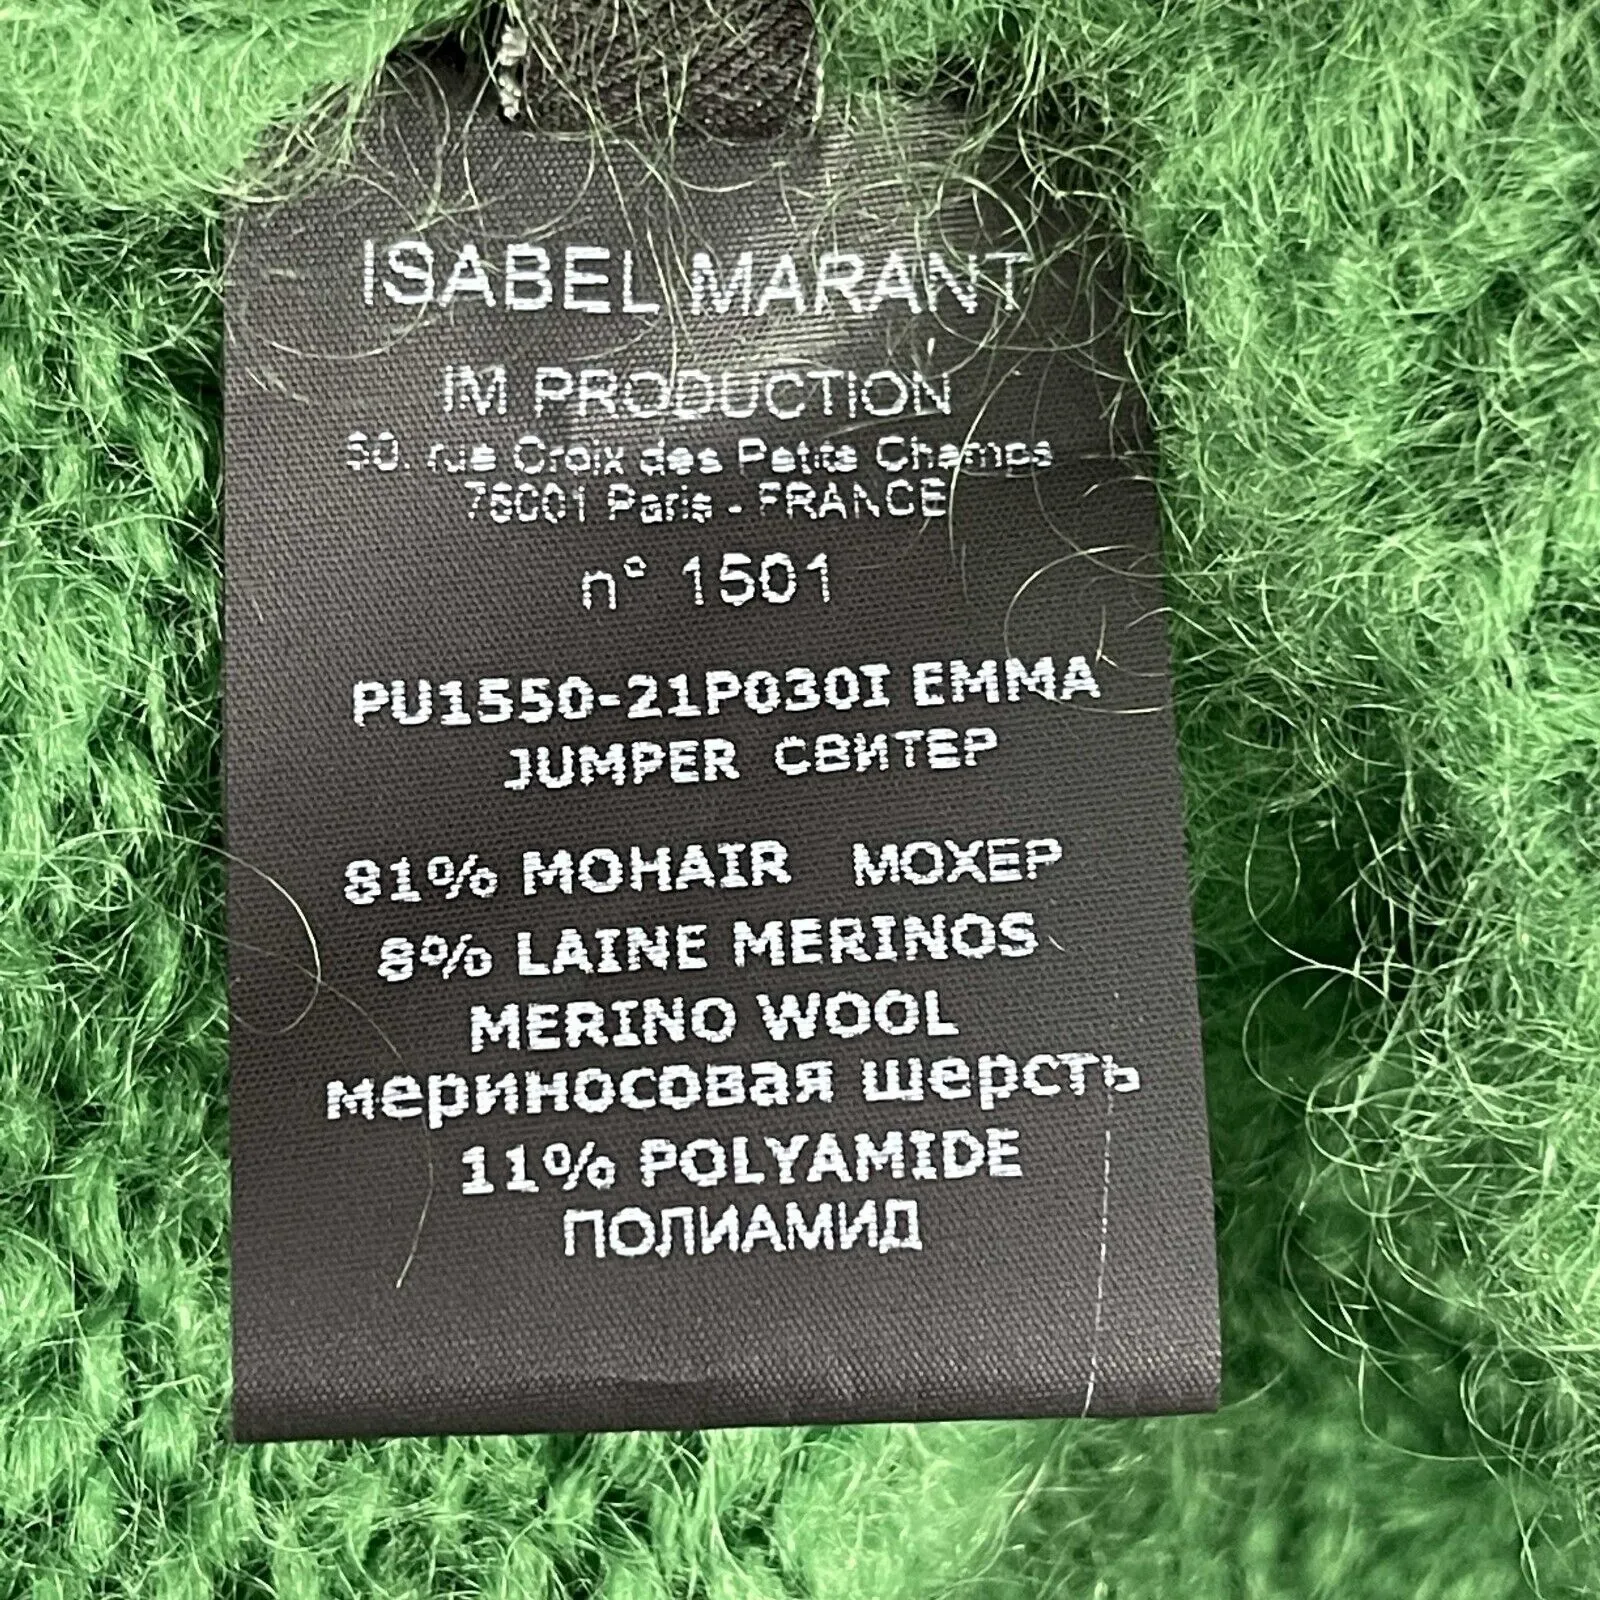 ISABEL MARANT
IM PRODUCTION
50, rue Croix des Petits Champs
75001 Paris - FRANCE
n° 1501
PU1550-21P030I EMMA
JUMPER СВИТЕР
81% MOHAIR МОХЕР
8% LAINE MERINOS
MERINO WOOL
мериносовая шерсть
11% POLYAMIDE
ПОЛИАМИД